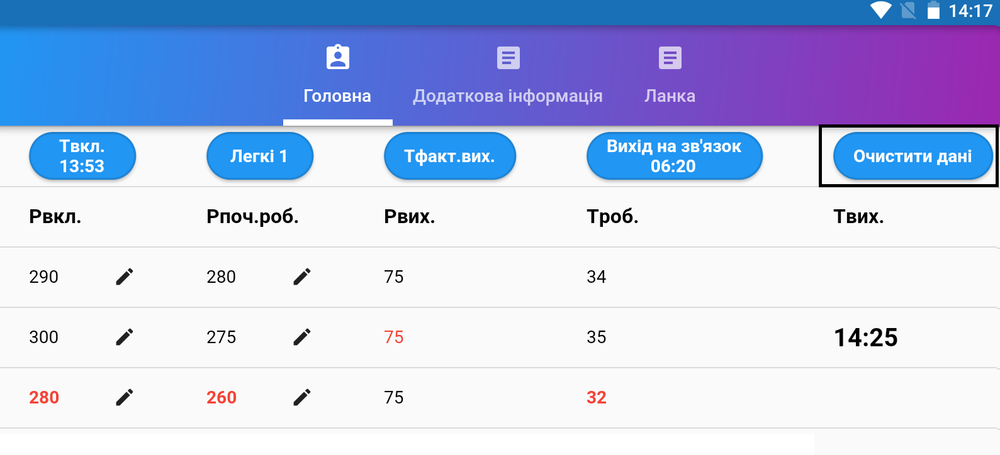 14:17
Головна
Додаткова інформація
Ланка
Твкл.
13:53
Легкі 1
Тфакт.вих.
Вихід на зв'язок
06:20
Очистити дані
Рвкл.
Рпоч.роб.
Рвих.
Троб.
Твих.
290
280
75
34
300
275
75
35
14:25
280
260
75
32